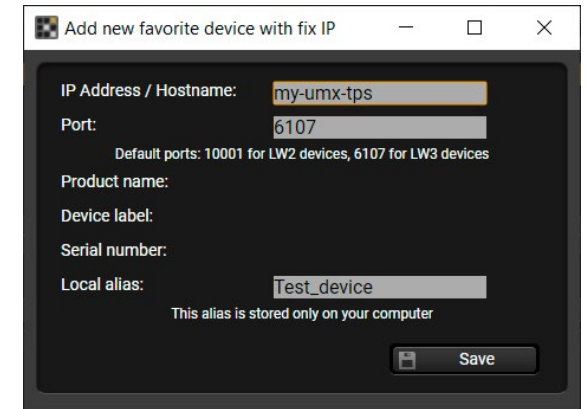 Add new favorite device with fix IP
IP Address / Hostname: my-umx-tps
Port: 6107
Default ports: 10001 for LW2 devices, 6107 for LW3 devices
Product name:
Device label:
Serial number:
Local alias: Test_device
This alias is stored only on your computer
Save